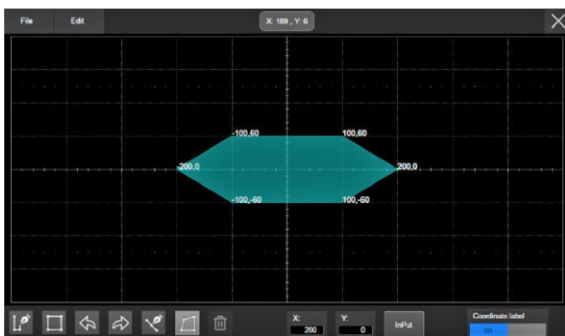 File Edit X: 189 , Y: 6
-100,60 100,60
-200,0 200,0
-100,-60 100,-60
X: 200 Y: 0 InPut Coordinate label
on